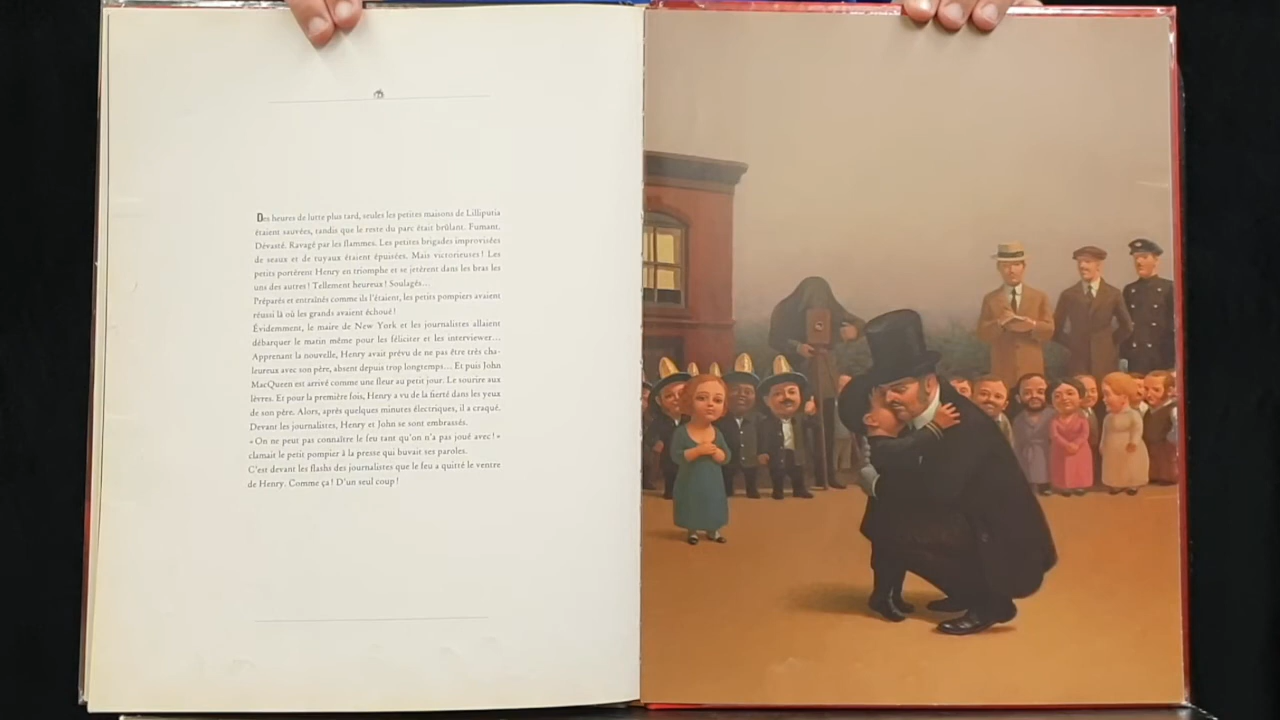 Des heures de lutte plus tard, seules les petites maisons de Lilliputia
étaient sauvées, tandis que le reste du parc était brûlant. Fumant.
Dévasté. Ravagé par les flammes. Les petites brigades improvisées
de seaux et de tuyaux étaient épuisées. Mais victorieuses ! Les
petits portèrent Henry en triomphe et se jetèrent dans les bras les
uns des autres ! Tellement heureux ! Soulagés…
Préparés et entraînés comme ils l'étaient, les petits pompiers avaient
réussi là où les grands avaient échoué !
Évidemment, le maire de New York et les journalistes allaient
débarquer le matin même pour les féliciter et les interviewer…
Apprenant la nouvelle, Henry avait prévu de ne pas être très cha-
leureux avec son père, absent depuis trop longtemps… Et puis John
MacQueen est arrivé comme une fleur au petit jour. Le sourire aux
lèvres. Et pour la première fois, Henry a vu de la fierté dans les yeux
de son père. Alors, après quelques minutes électriques, il a craqué.
Devant les journalistes, Henry et John se sont embrassés.
« On ne peut pas connaître le feu tant qu'on n'a pas joué avec ! »
clamait le petit pompier à la presse qui buvait ses paroles.
C'est devant les flashs des journalistes que le feu a quitté le ventre
de Henry. Comme ça ! D'un seul coup !